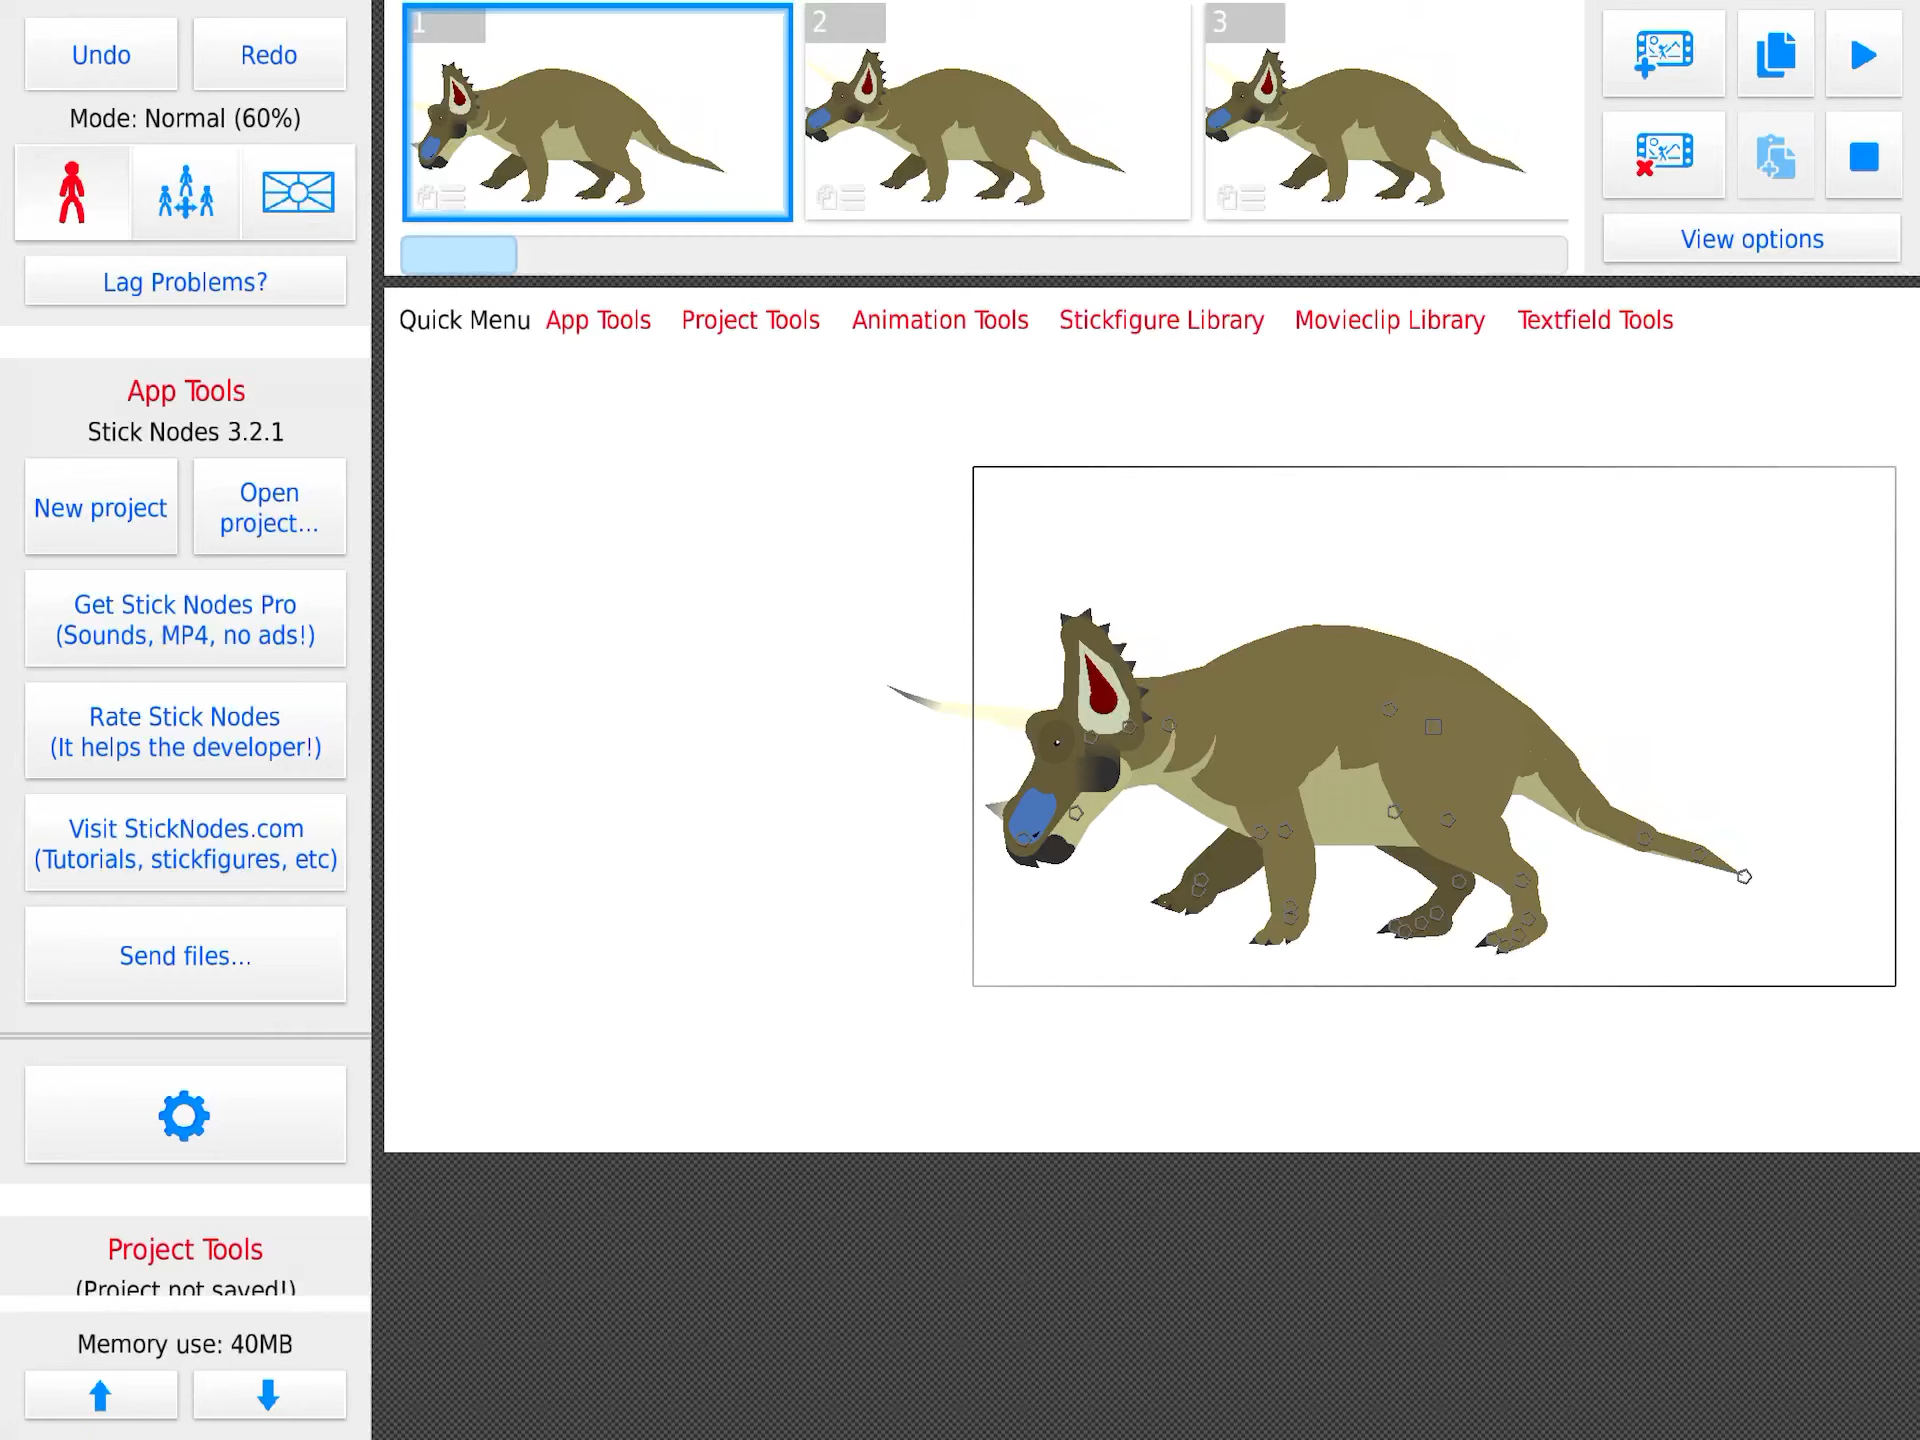 Undo
Redo
Mode: Normal (60%)
Lag Problems?
1
2
3
View options
Quick Menu App Tools Project Tools Animation Tools Stickfigure Library Movieclip Library Textfield Tools
App Tools
Stick Nodes 3.2.1
New project
Open
project...
Get Stick Nodes Pro
(Sounds, MP4, no ads!)
Rate Stick Nodes
(It helps the developer!)
Visit StickNodes.com
(Tutorials, stickfigures, etc)
Send files...
Project Tools
(Project not saved!)
Memory use: 40MB